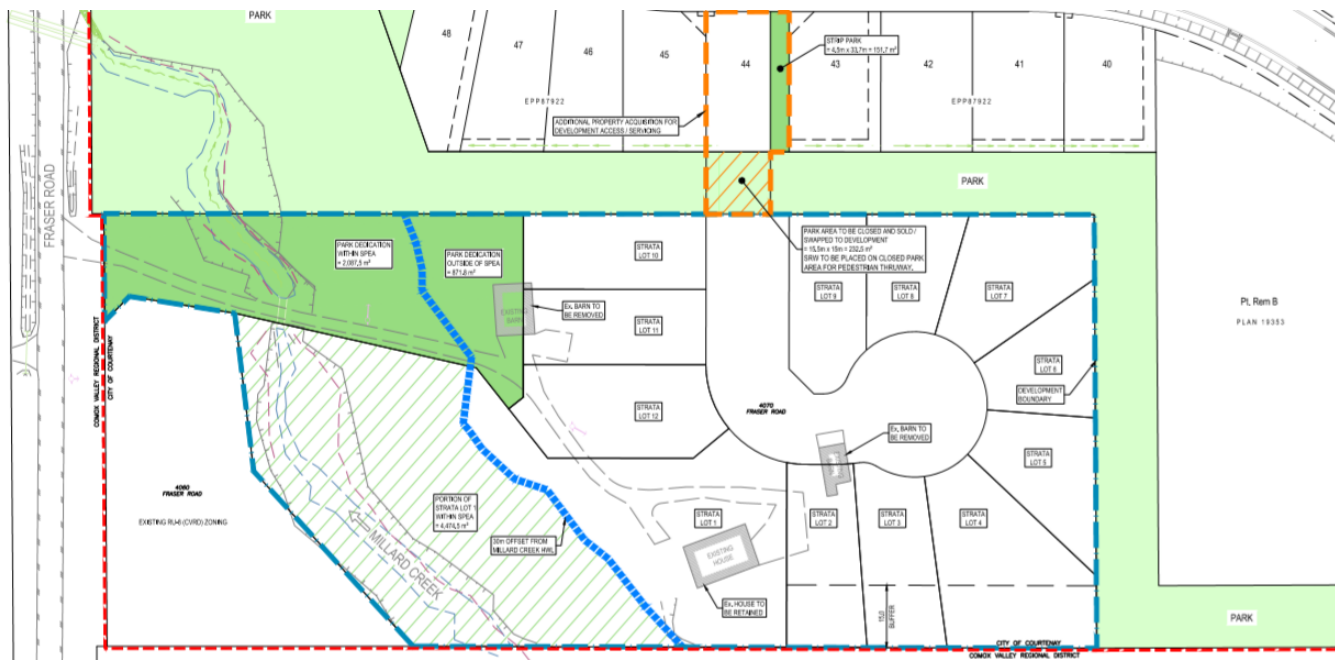 PARK
48
47
46
45
44
43
42
41
40
STRIP PARK
= 4,5m x 33,7m = 151,7 m²
EPP87922
EPP87922
ADDITIONAL PROPERTY ACQUISITION FOR
DEVELOPMENT ACCESS / SERVICING
PARK
FRASER ROAD
PARK DEDICATION
WITHIN SPEA
= 2,087,5 m²
PARK DEDICATION
OUTSIDE OF SPEA
= 871,8 m²
STRATA
LOT 10
PARK AREA TO BE CLOSED AND SOLD /
SWAPPED TO DEVELOPMENT
= 15,5m x 15m = 232,5 m²
SRW TO BE PLACED ON CLOSED PARK
AREA FOR PEDESTRIAN THRUWAY.
STRATA
LOT 9
STRATA
LOT 8
STRATA
LOT 7
EXISTING
BARN
Ex. BARN TO
BE REMOVED
STRATA
LOT 11
Pt. Rem B
PLAN 19353
COMOX VALLEY REGIONAL DISTRICT
CITY OF COURTENAY
STRATA
LOT 6
DEVELOPMENT
BOUNDARY
STRATA
LOT 12
4070
FRASER ROAD
Ex. BARN TO
BE REMOVED
STRATA
LOT 5
4060
FRASER ROAD
EXISTING RU-8 (CVRD) ZONING
PORTION OF
STRATA LOT 1
WITHIN SPEA
= 4,474,5 m²
STRATA
LOT 1
STRATA
LOT 2
STRATA
LOT 3
STRATA
LOT 4
30m OFFSET FROM
MILLARD CREEK HWL
MILLARD CREEK
EXISTING
HOUSE
Ex. HOUSE TO
BE RETAINED
15,0
BUFFER
PARK
CITY OF COURTENAY
COMOX VALLEY REGIONAL DISTRICT